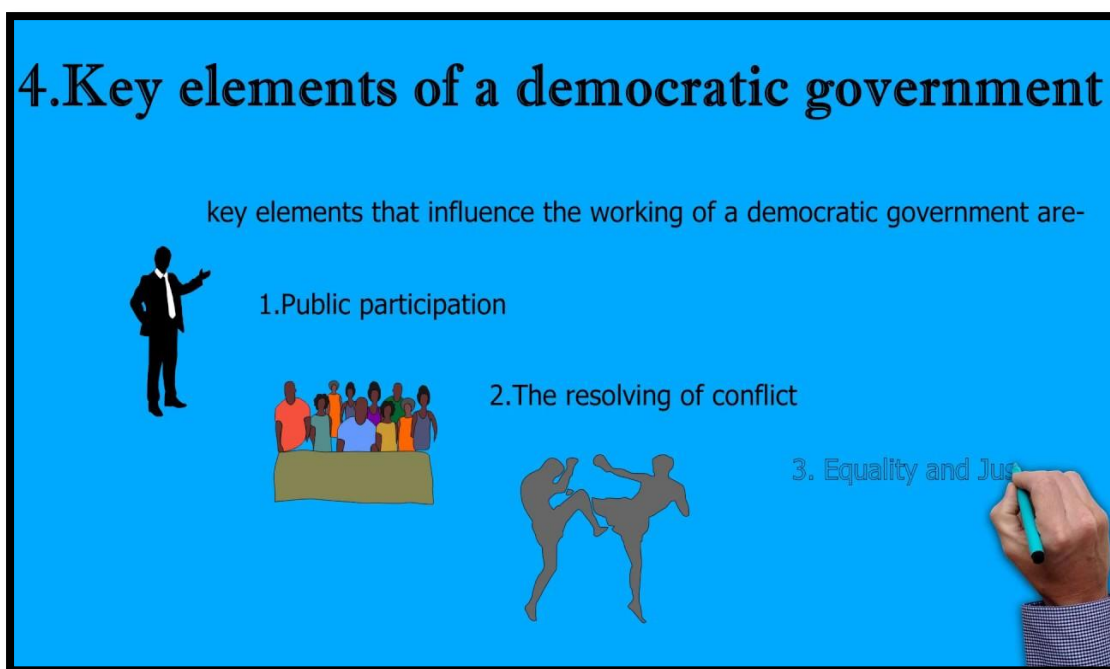 4.Key elements of a democratic government
key elements that influence the working of a democratic government are-
1.Public participation
2.The resolving of conflict
3. Equality and Jus